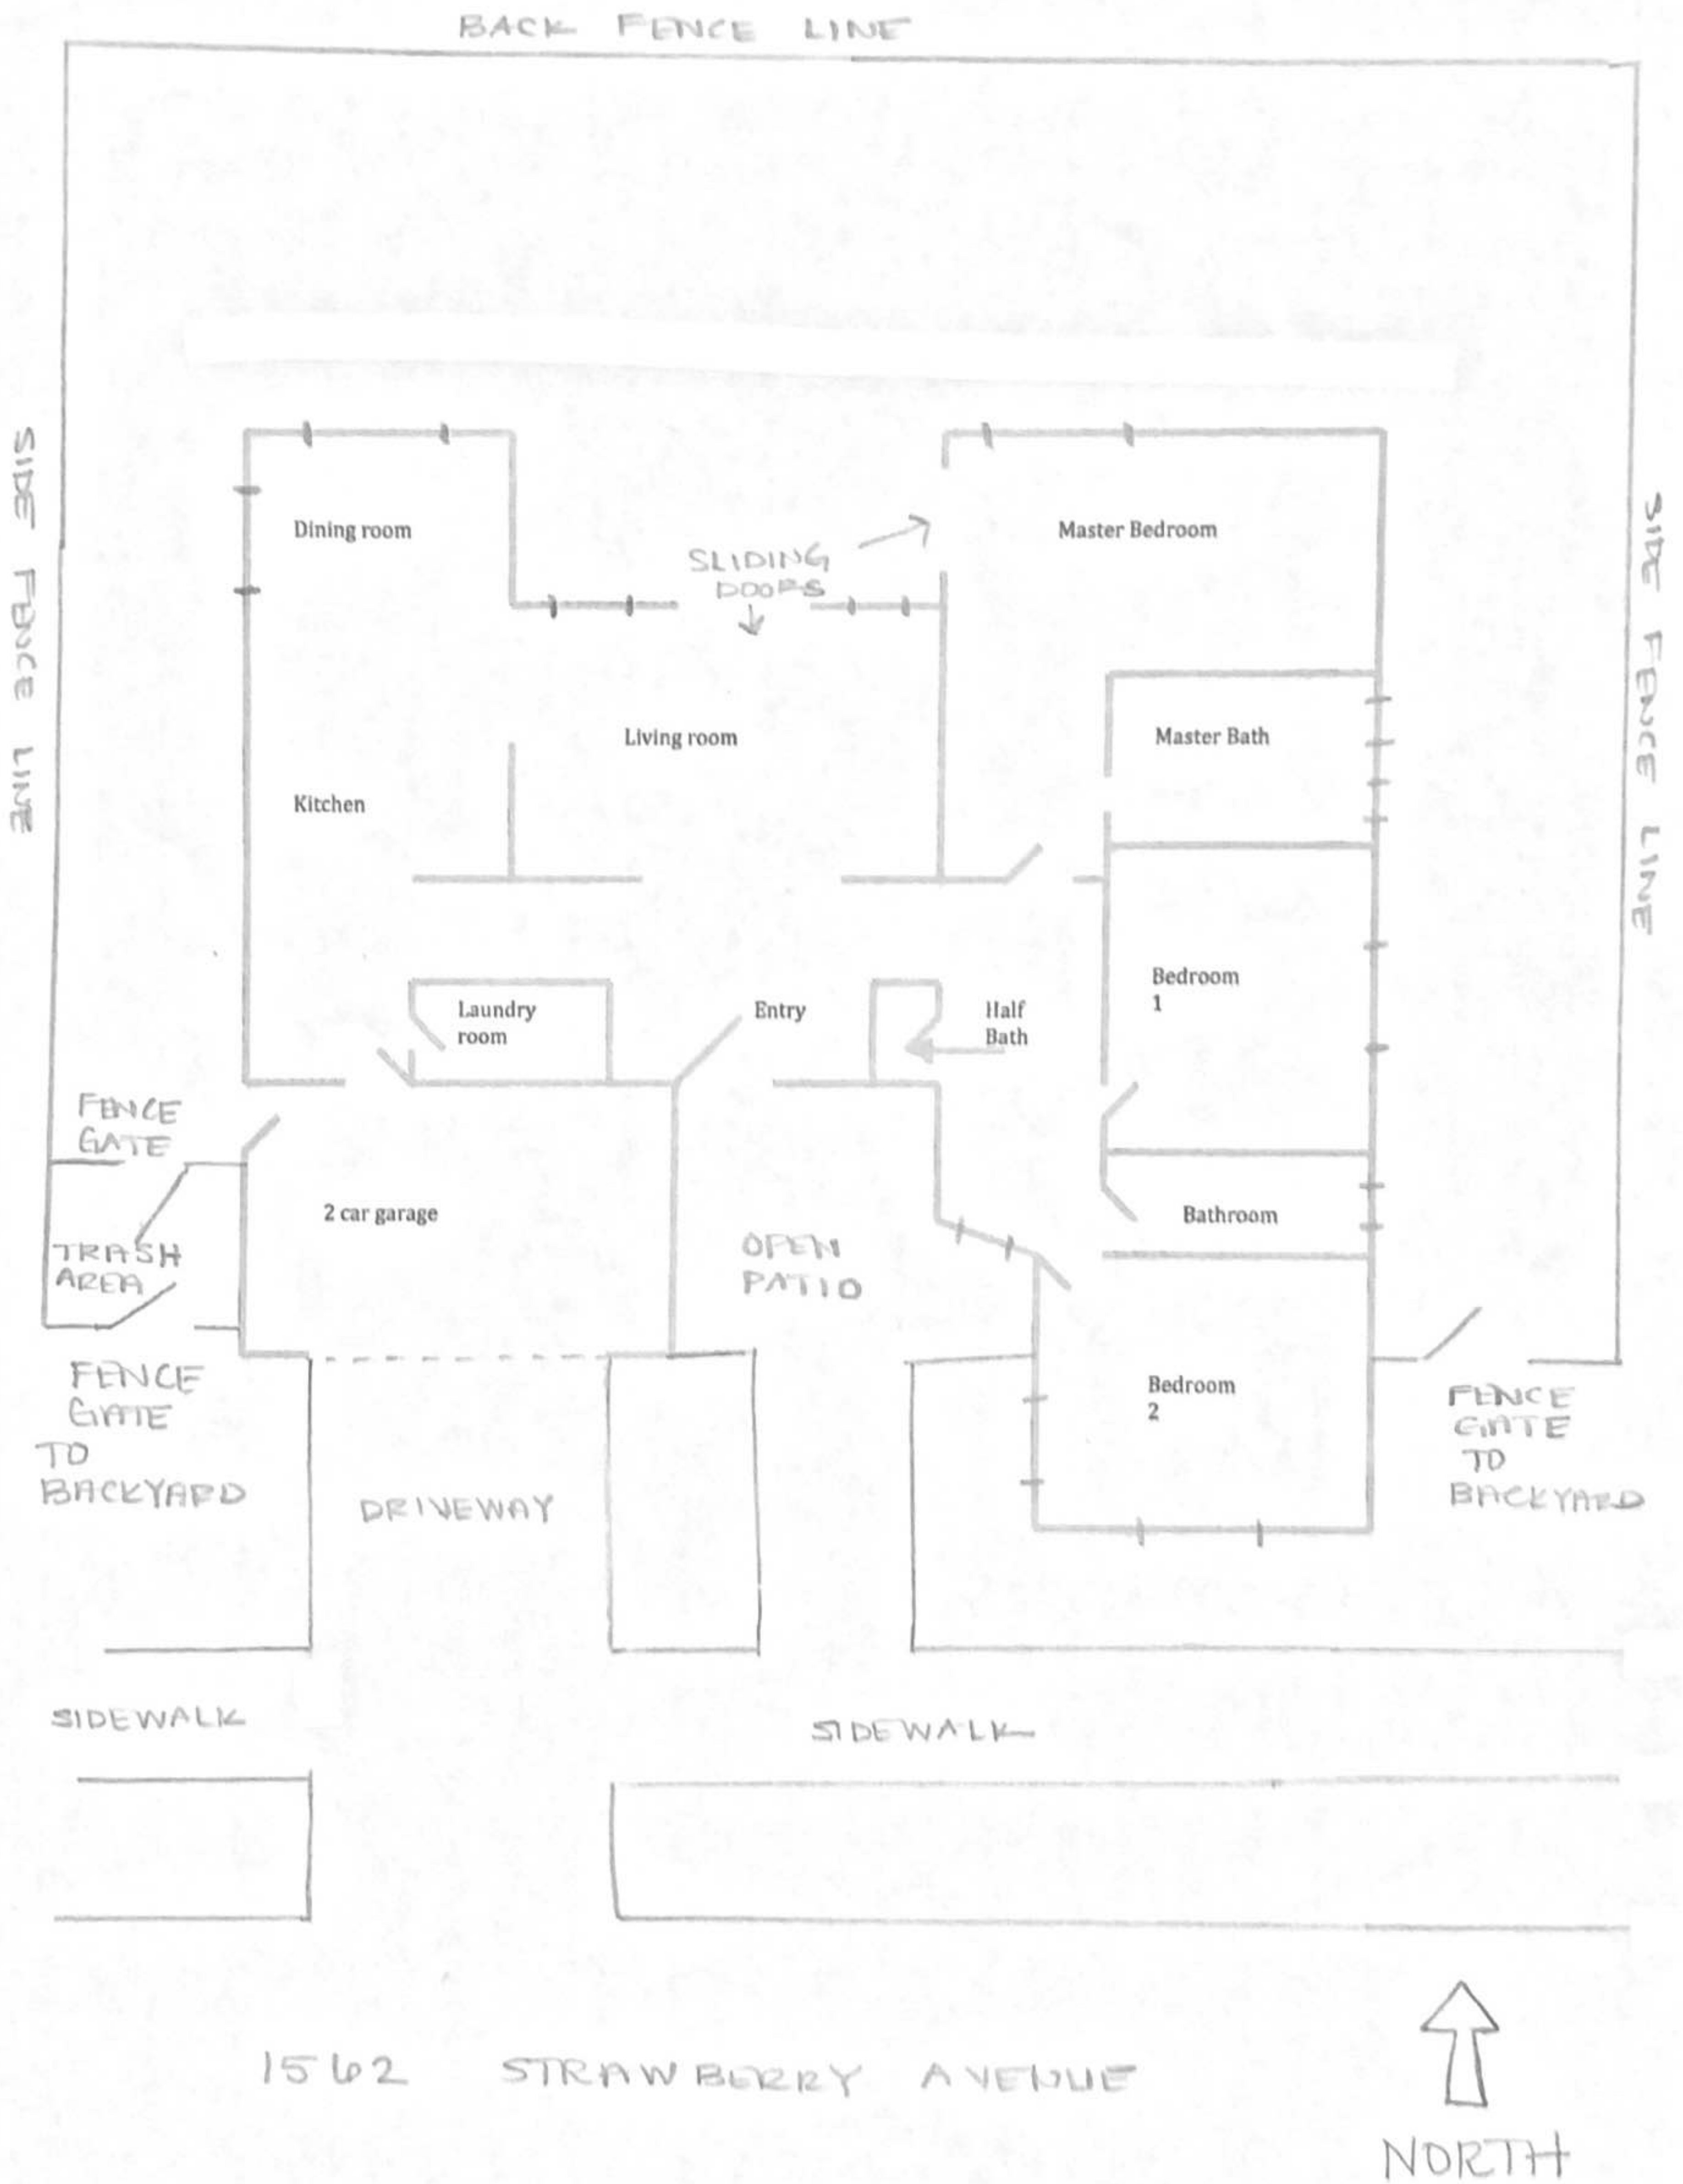 BACK FENCE LINE
SIDE FENCE LINE
SIDE FENCE LINE
Dining room
SLIDING
DOORS
Master Bedroom
Living room
Master Bath
Kitchen
Bedroom
1
Laundry
room
Entry
Half
Bath
FENCE
GATE
2 car garage
Bathroom
TRASH
AREA
OPEN
PATIO
FENCE
GATE
TO
BACKYARD
Bedroom
2
FENCE
GATE
TO
BACKYARD
DRIVEWAY
SIDEWALK
SIDEWALK
1562 STRAWBERRY AVENUE
NORTH